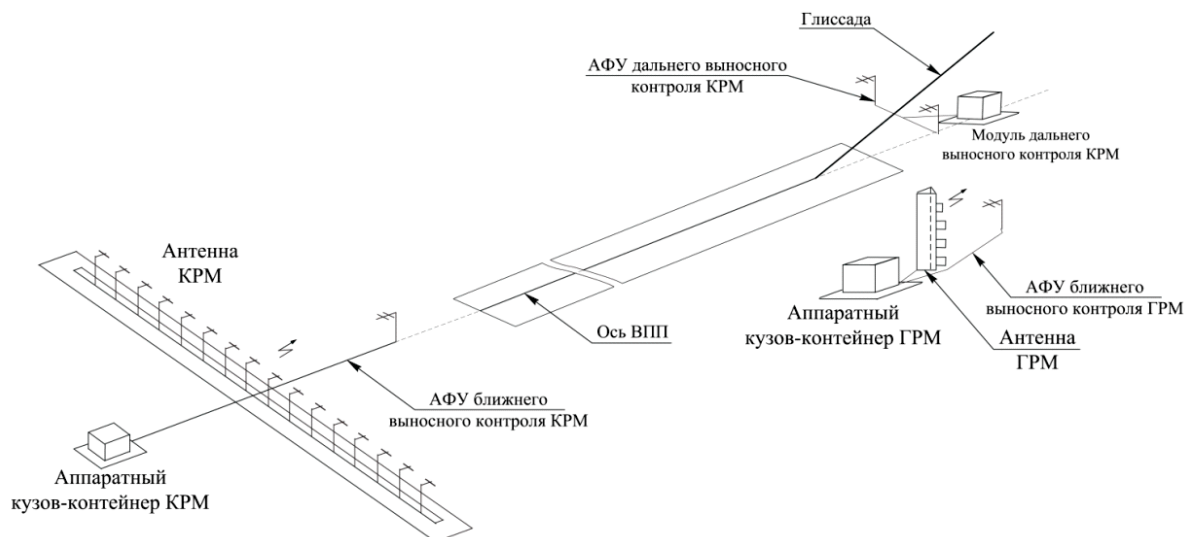 Глиссада
АФУ дальнего выносного
контроля КРМ
Модуль дальнего
выносного контроля КРМ
Антенна
КРМ
АФУ ближнего
выносного контроля ГРМ
Аппаратный
кузов-контейнер ГРМ
Ось ВПП
Антенна
ГРМ
АФУ ближнего
выносного контроля КРМ
Аппаратный
кузов-контейнер КРМ